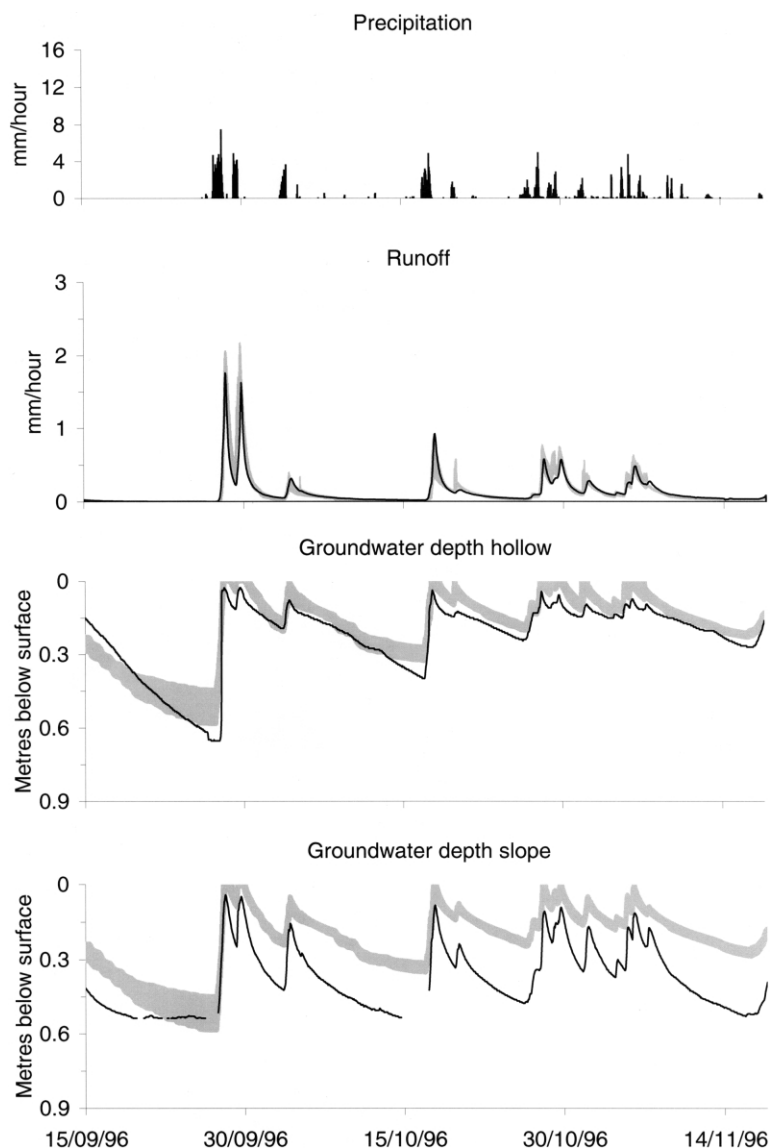 Precipitation
16
12
8
4
0
mm/hour
Runoff
3
2
1
0
mm/hour
Groundwater depth hollow
0
0.3
0.6
0.9
Metres below surface
Groundwater depth slope
0
0.3
0.6
0.9
Metres below surface
15/09/96 30/09/96 15/10/96 30/10/96 14/11/96